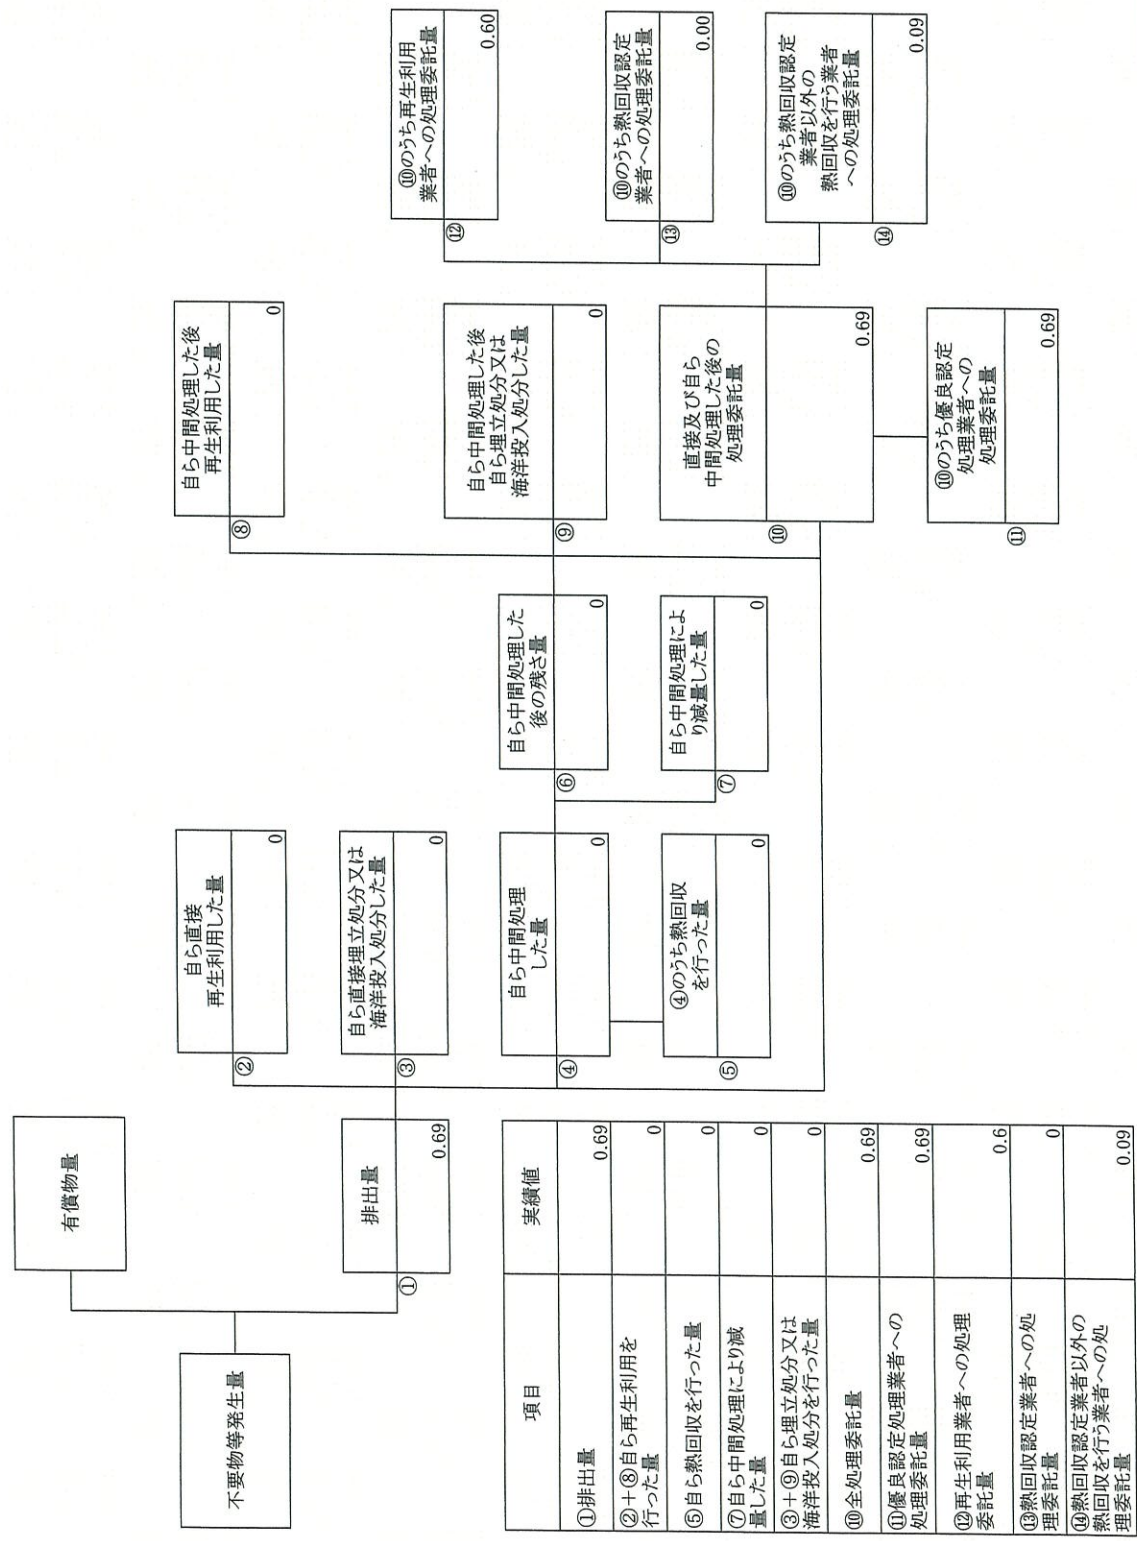 不要物等発生量
有償物量
排出量
①
0.69
自ら直接
再生利用した量
②
0
自ら直接埋立処分又は
海洋投入処分した量
③
0
自ら中間処理
した量
④
0
④のうち熱回収
を行った量
⑤
0
自ら中間処理した
後の残さ量
⑥
0
自ら中間処理によ
り減量した量
⑦
0
自ら中間処理した後
再生利用した量
⑧
0
自ら中間処理した後
自ら埋立処分又は
海洋投入処分した量
⑨
0
直接及び自ら
中間処理した後の
処理委託量
⑩
0.69
⑩のうち優良認定
処理業者への
処理委託量
⑪
0.69
⑩のうち再生利用
業者への処理委託量
⑫
0.60
⑩のうち熱回収認定
業者への処理委託量
⑬
0.00
⑩のうち熱回収認定
業者以外の
熱回収を行う業者
への処理委託量
⑭
0.09
項目 実績値
①排出量 0.69
②+⑧自ら再生利用を
行った量 0
⑤自ら熱回収を行った量 0
⑦自ら中間処理により減
量した量 0
③+⑨自ら埋立処分又は
海洋投入処分を行った量 0
⑩全処理委託量 0.69
⑪優良認定処理業者への
処理委託量 0.69
⑫再生利用業者への処理
委託量 0.6
⑬熱回収認定業者への処
理委託量 0
⑭熱回収認定業者以外の
熱回収を行う業者への処
理委託量 0.09